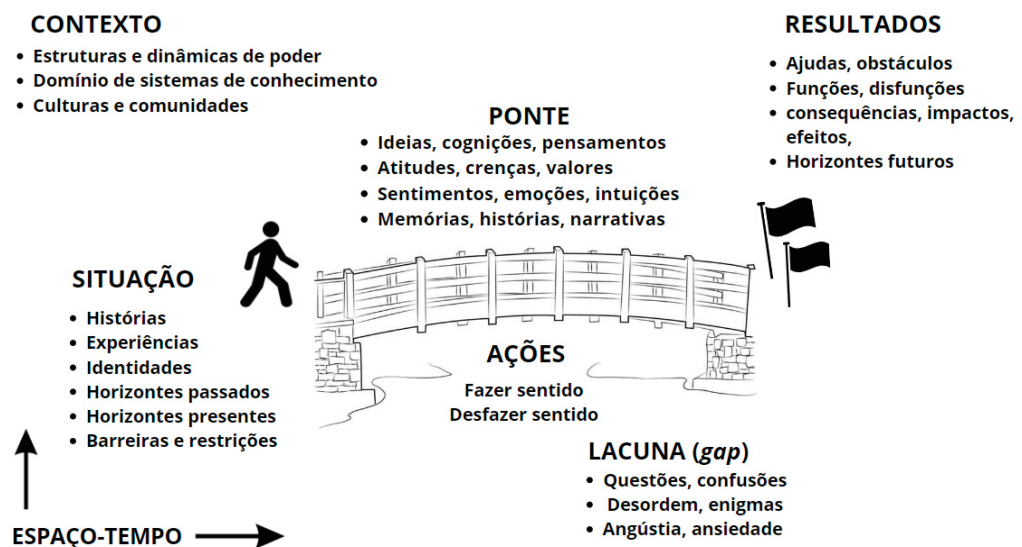 CONTEXTO
• Estruturas e dinâmicas de poder
• Domínio de sistemas de conhecimento
• Culturas e comunidades
RESULTADOS
• Ajudas, obstáculos
• Funções, disfunções
• consequências, impactos,
efeitos,
• Horizontes futuros
PONTE
• Ideias, cognições, pensamentos
• Atitudes, crenças, valores
• Sentimentos, emoções, intuições
• Memórias, histórias, narrativas
SITUAÇÃO
• Histórias
• Experiências
• Identidades
• Horizontes passados
• Horizontes presentes
• Barreiras e restrições
AÇÕES
Fazer sentido
Desfazer sentido
LACUNA (gap)
• Questões, confusões
• Desordem, enigmas
• Angústia, ansiedade
ESPAÇO-TEMPO